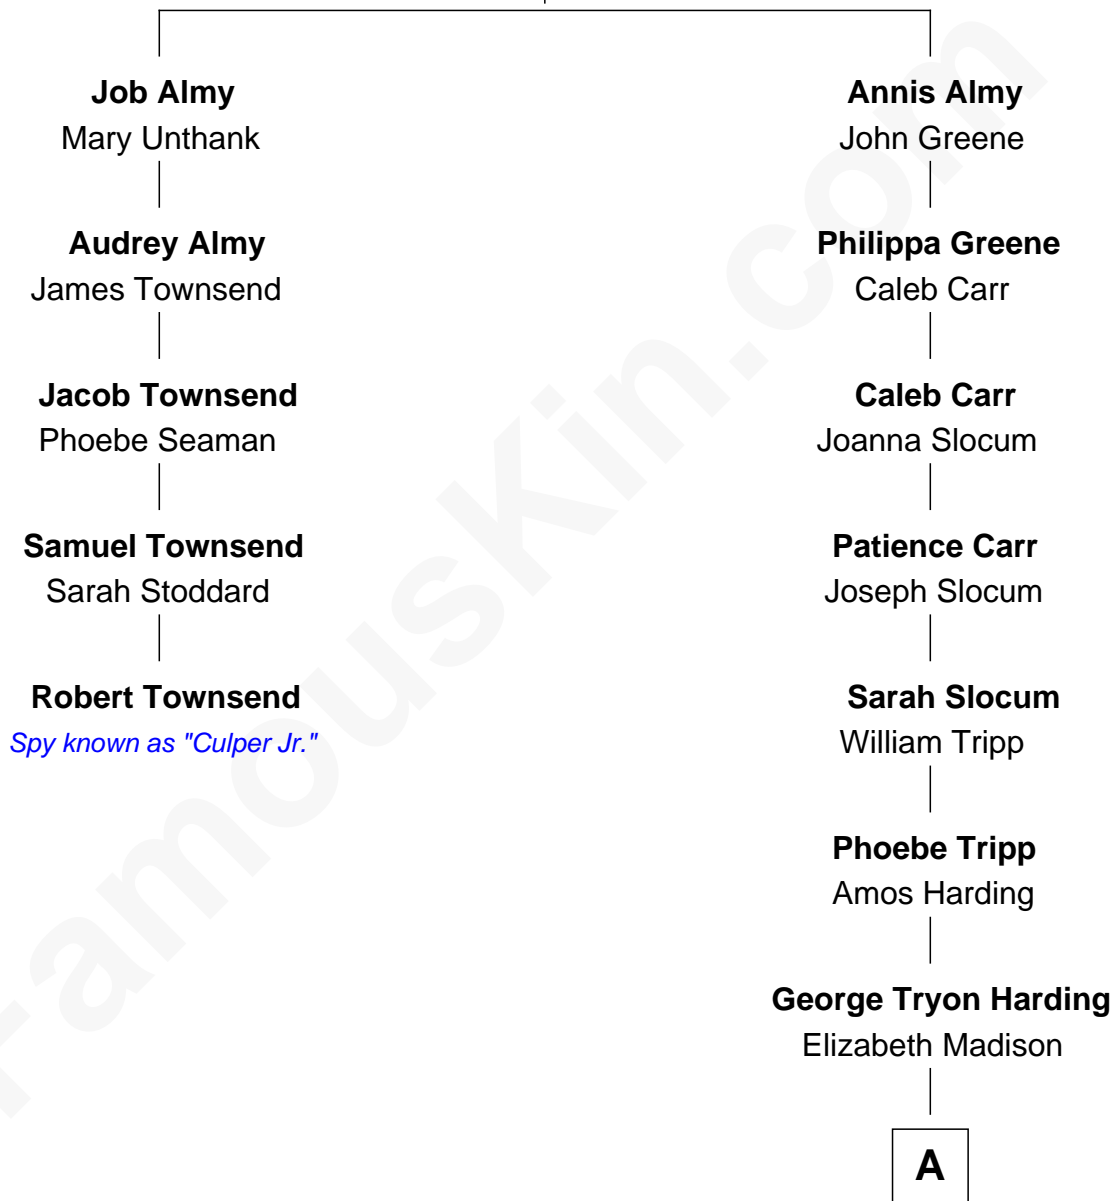 Job Almy
Mary Unthank
Audrey Almy
James Townsend
Jacob Townsend
Phoebe Seaman
Samuel Townsend
Sarah Stoddard
Robert Townsend
Spy known as "Culper Jr."
Annis Almy
John Greene
Philippa Greene
Caleb Carr
Caleb Carr
Joanna Slocum
Patience Carr
Joseph Slocum
Sarah Slocum
William Tripp
Phoebe Tripp
Amos Harding
George Tryon Harding
Elizabeth Madison
A
FamousKin.com